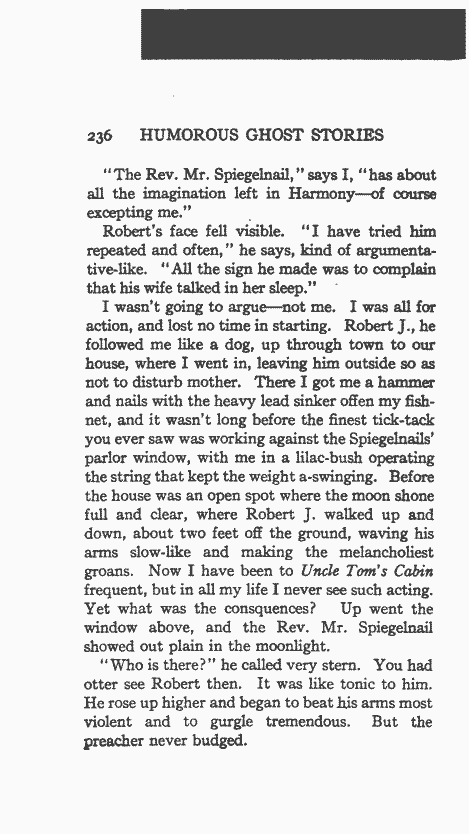 236 HUMOROUS GHOST STORIES
"The Rev. Mr. Spiegelnail," says I, "has about
all the imagination left in Harmony—of course
excepting me."
Robert's face fell visible. "I have tried him
repeated and often," he says, kind of argumenta-
tive-like. "All the sign he made was to complain
that his wife talked in her sleep."
I wasn't going to argue—not me. I was all for
action, and lost no time in starting. Robert J., he
followed me like a dog, up through town to our
house, where I went in, leaving him outside so as
not to disturb mother. There I got me a hammer
and nails with the heavy lead sinker offen my fish-
net, and it wasn't long before the finest tick-tack
you ever saw was working against the Spiegelnails'
parlor window, with me in a lilac-bush operating
the string that kept the weight a-swinging. Before
the house was an open spot where the moon shone
full and clear, where Robert J. walked up and
down, about two feet off the ground, waving his
arms slow-like and making the melancholiest
groans. Now I have been to Uncle Tom's Cabin
frequent, but in all my life I never see such acting.
Yet what was the consquences? Up went the
window above, and the Rev. Mr. Spiegelnail
showed out plain in the moonlight.
"Who is there?" he called very stern. You had
otter see Robert then. It was like tonic to him.
He rose up higher and began to beat his arms most
violent and to gurgle tremendous. But the
preacher never budged.